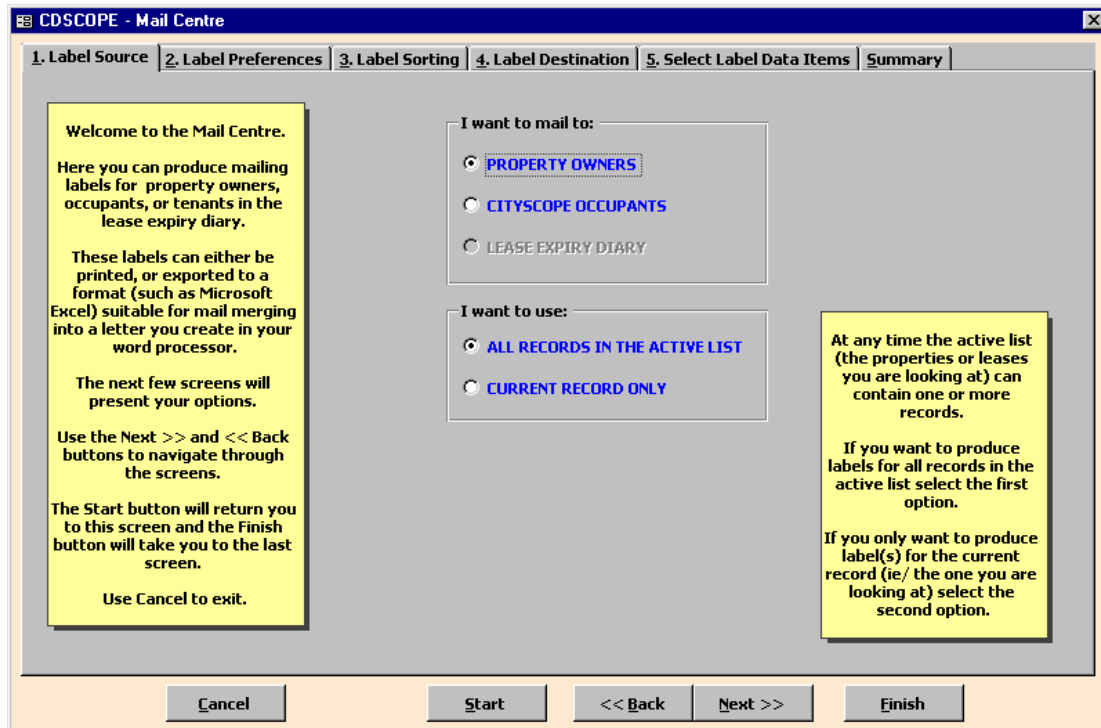 CDSCOPE - Mail Centre
1. Label Source
2. Label Preferences
3. Label Sorting
4. Label Destination
5. Select Label Data Items
Summary
Welcome to the Mail Centre.
Here you can produce mailing
labels for property owners,
occupants, or tenants in the
lease expiry diary.
These labels can either be
printed, or exported to a
format (such as Microsoft
Excel) suitable for mail merging
into a letter you create in your
word processor.
The next few screens will
present your options.
Use the Next >> and << Back
buttons to navigate through
the screens.
The Start button will return you
to this screen and the Finish
button will take you to the last
screen.
Use Cancel to exit.
I want to mail to:
PROPERTY OWNERS
CITYSCOPE OCCUPANTS
LEASE EXPIRY DIARY
I want to use:
ALL RECORDS IN THE ACTIVE LIST
CURRENT RECORD ONLY
At any time the active list
(the properties or leases
you are looking at) can
contain one or more
records.
If you want to produce
labels for all records in the
active list select the first
option.
If you only want to produce
label(s) for the current
record (ie/ the one you are
looking at) select the
second option.
Cancel
Start
<< Back
Next >>
Finish